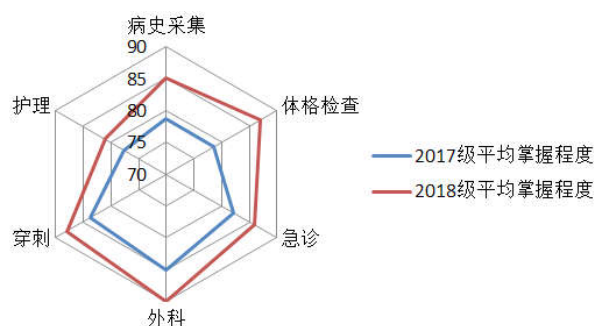 病史采集
90
85
80
75
70
护理
体格检查
穿刺
急诊
外科
2017级平均掌握程度
2018级平均掌握程度